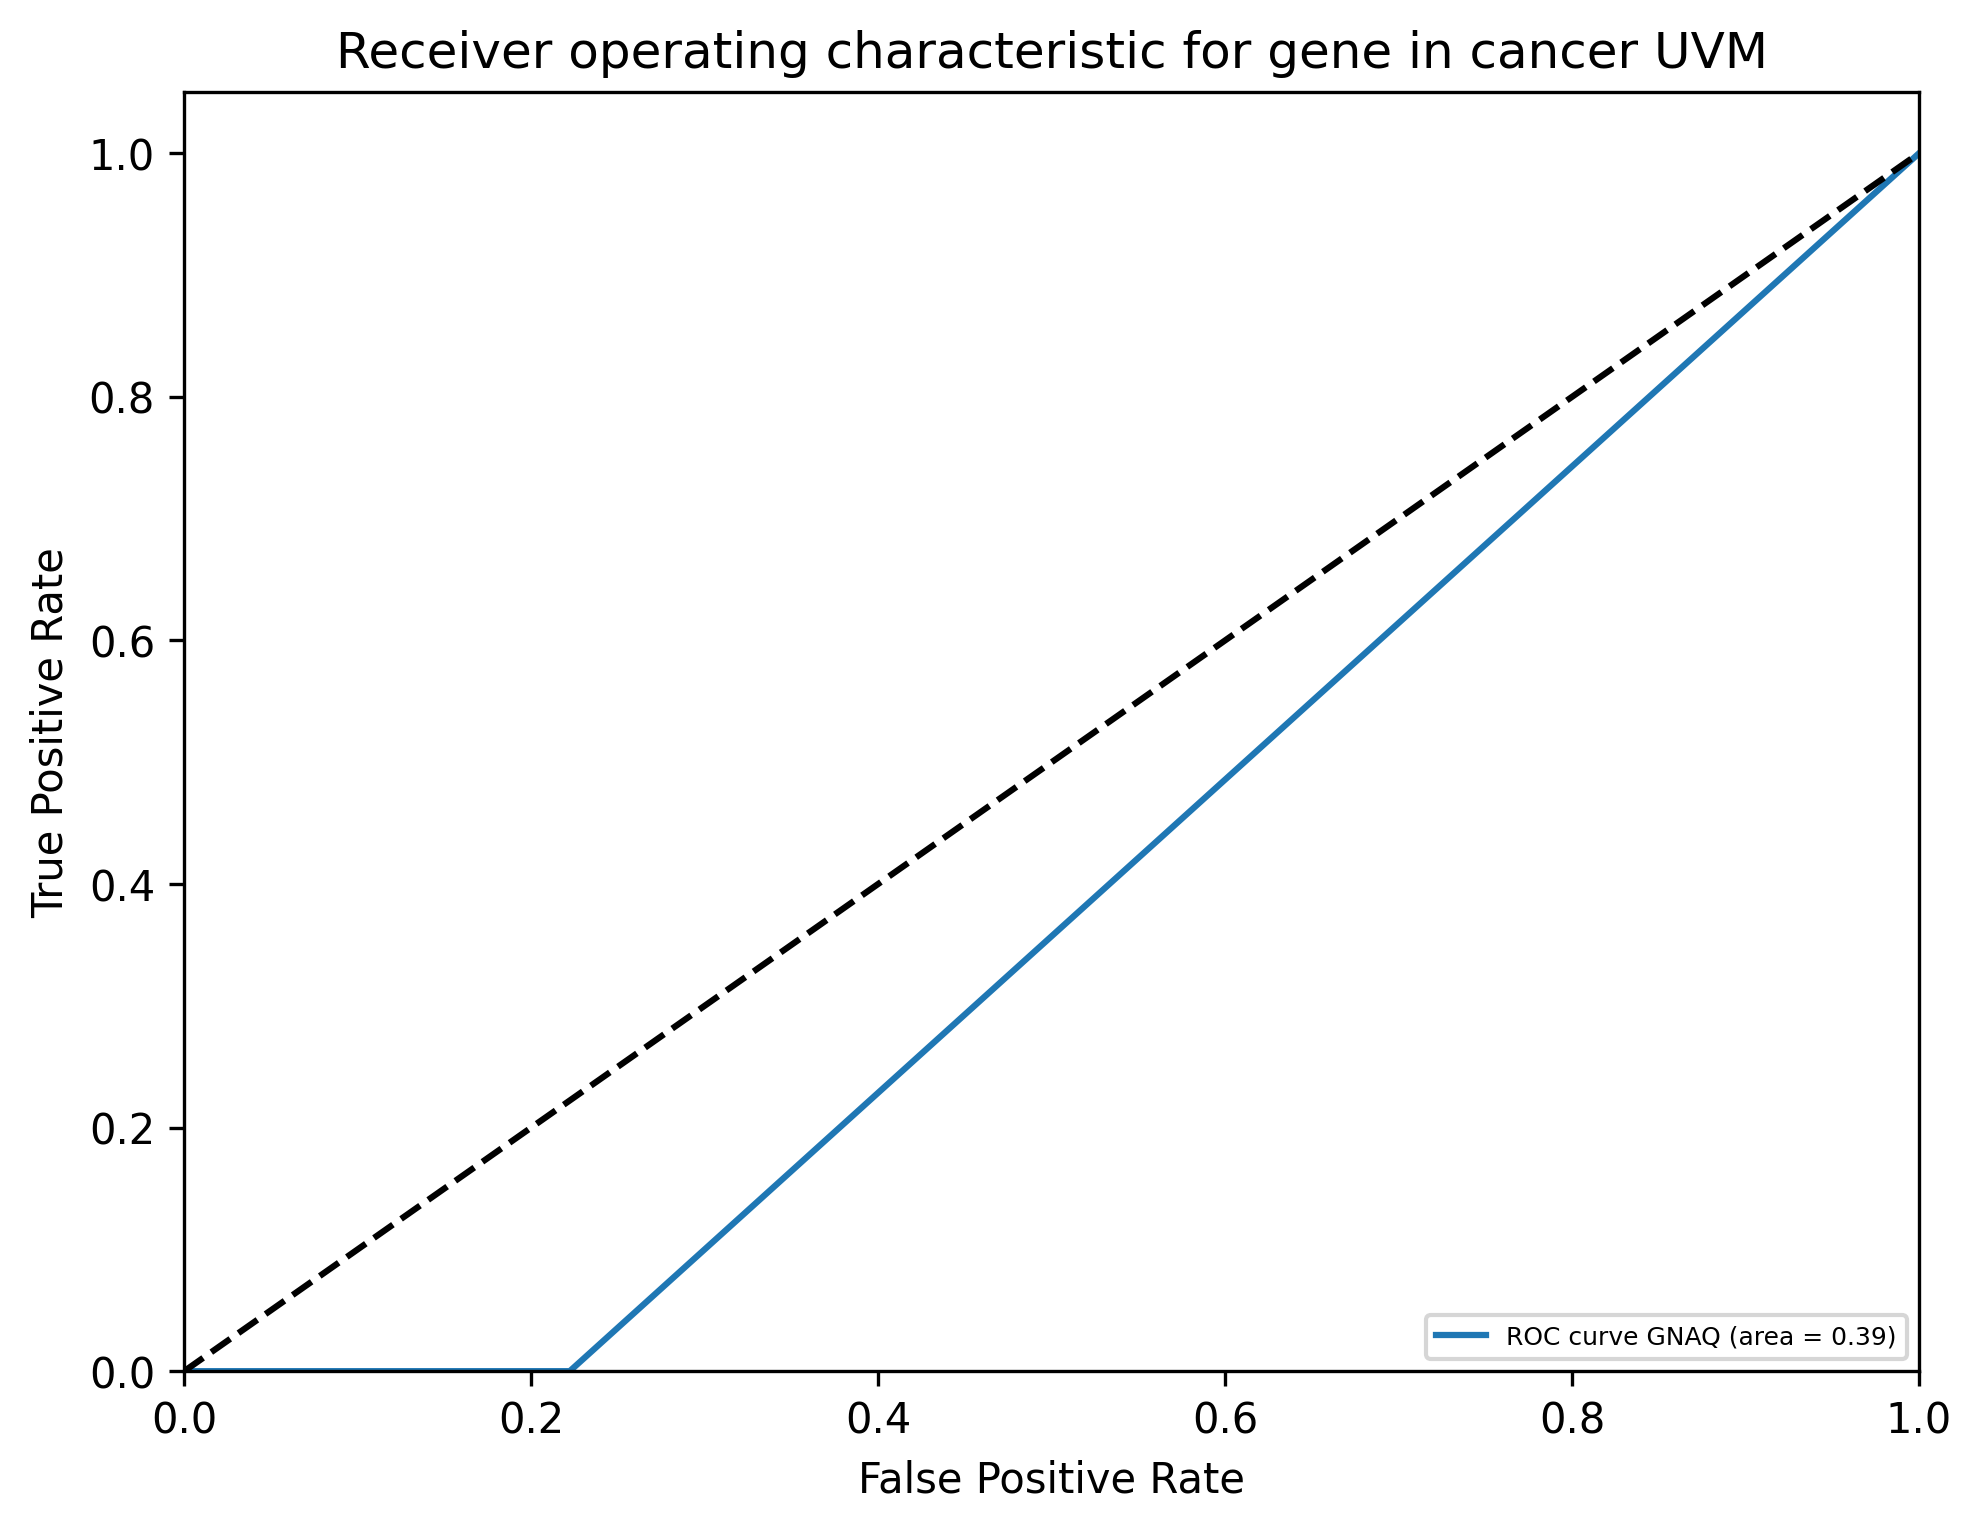 Receiver operating characteristic for gene in cancer UVM
True Positive Rate
1.0
0.8
0.6
0.4
0.2
0.0
ROC curve GNAQ (area = 0.39)
0.0 0.2 0.4 0.6 0.8 1.0
False Positive Rate